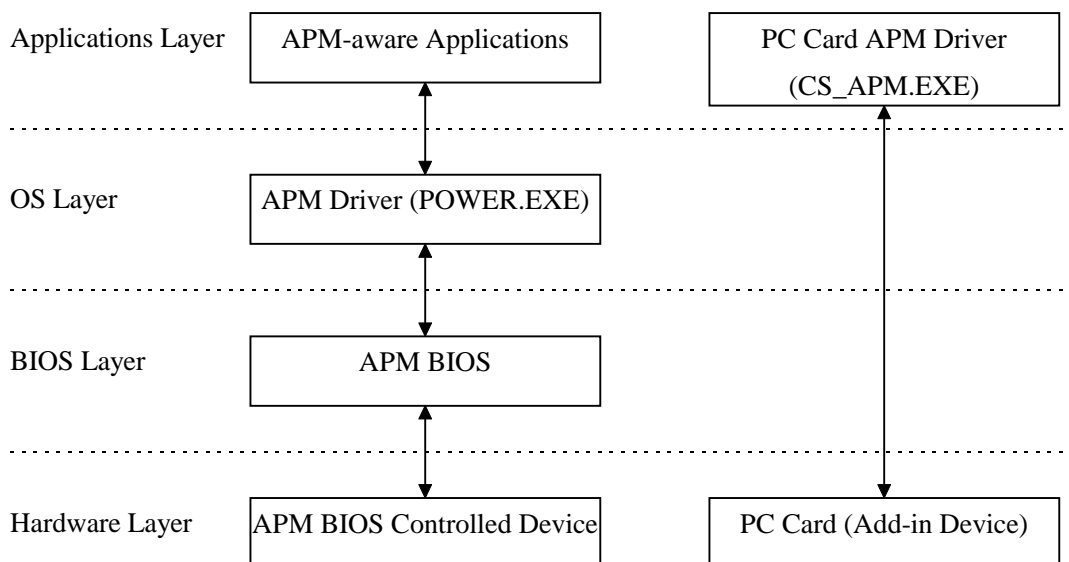 Applications Layer
APM-aware Applications
PC Card APM Driver
(CS_APM.EXE)
OS Layer
APM Driver (POWER.EXE)
BIOS Layer
APM BIOS
Hardware Layer
APM BIOS Controlled Device
PC Card (Add-in Device)